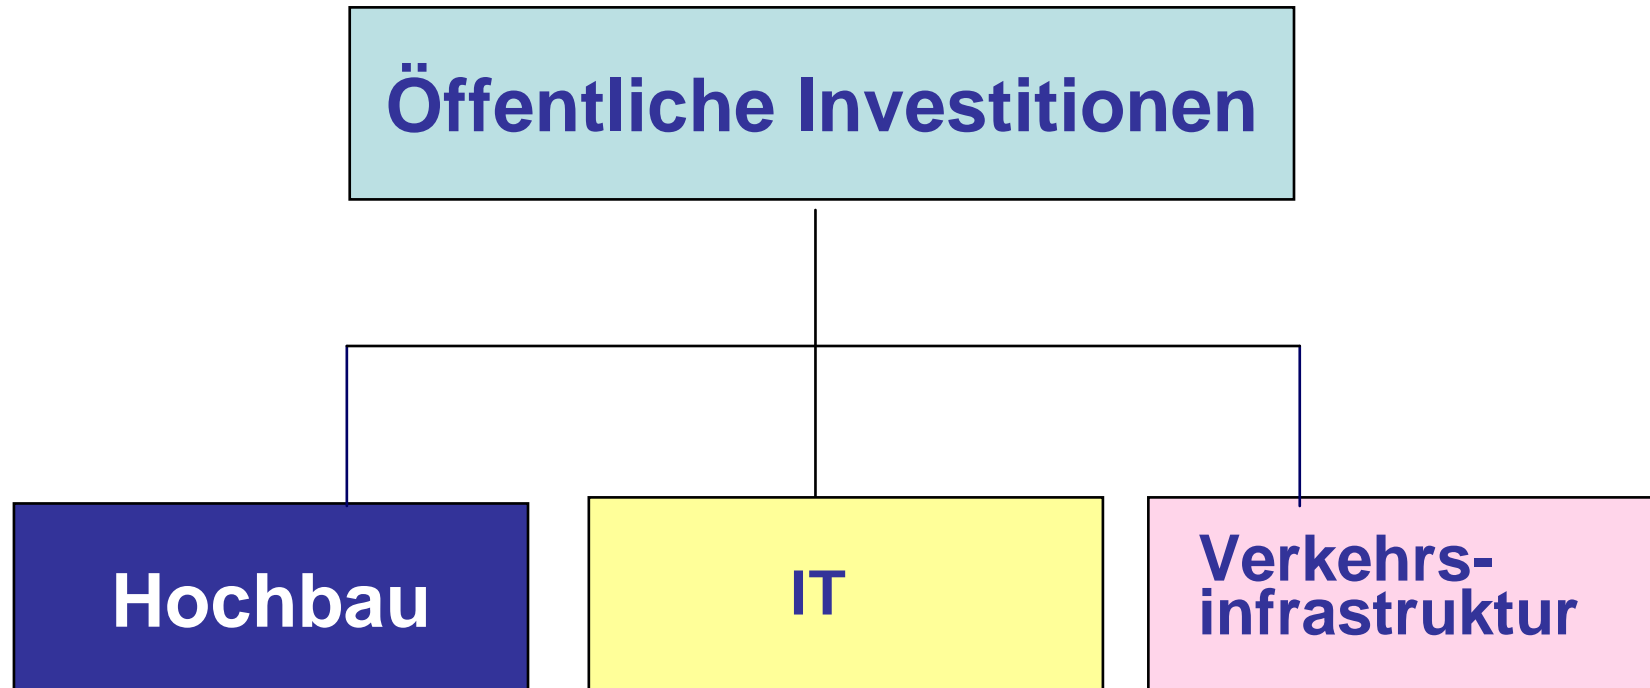 Öffentliche Investitionen
Hochbau
IT
Verkehrs-
infrastruktur